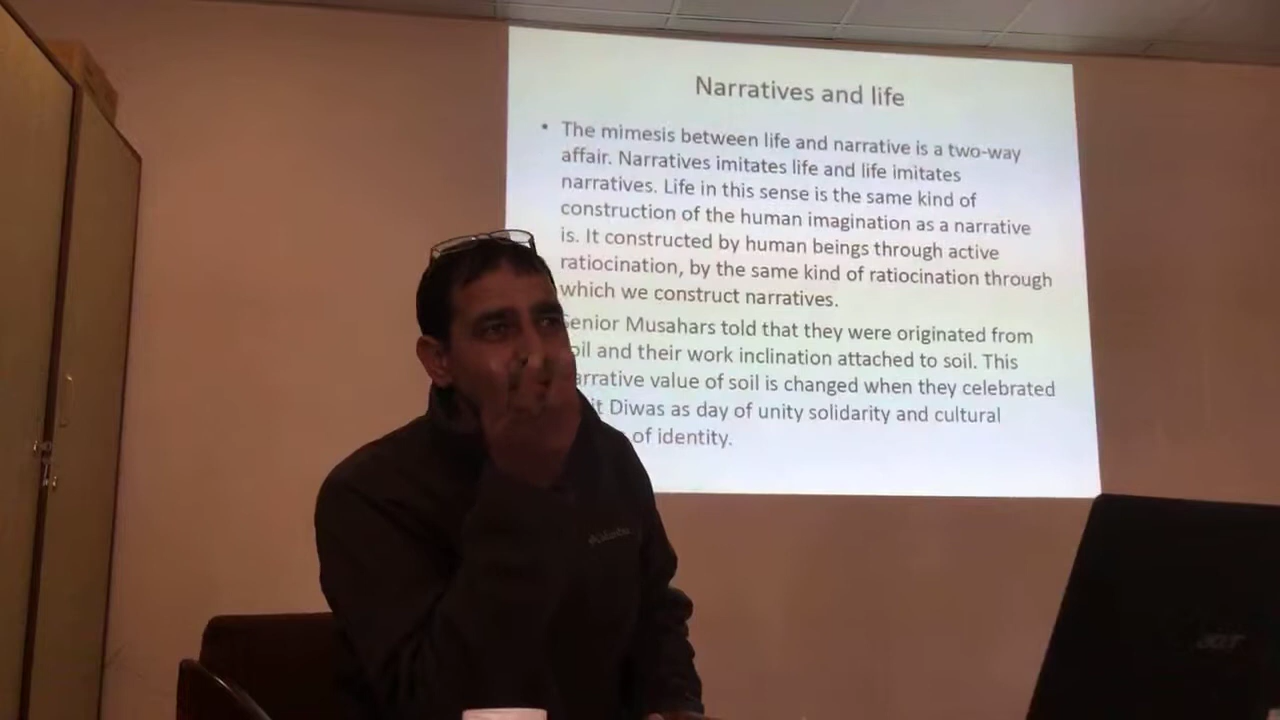 Narratives and life
• The mimesis between life and narrative is a two-way
affair. Narratives imitates life and life imitates
narratives. Life in this sense is the same kind of
construction of the human imagination as a narrative
is. It constructed by human beings through active
ratiocination, by the same kind of ratiocination through
which we construct narratives.
Senior Musahars told that they were originated from
oil and their work inclination attached to soil. This
arrative value of soil is changed when they celebrated
it Diwas as day of unity solidarity and cultural
of identity.
acer